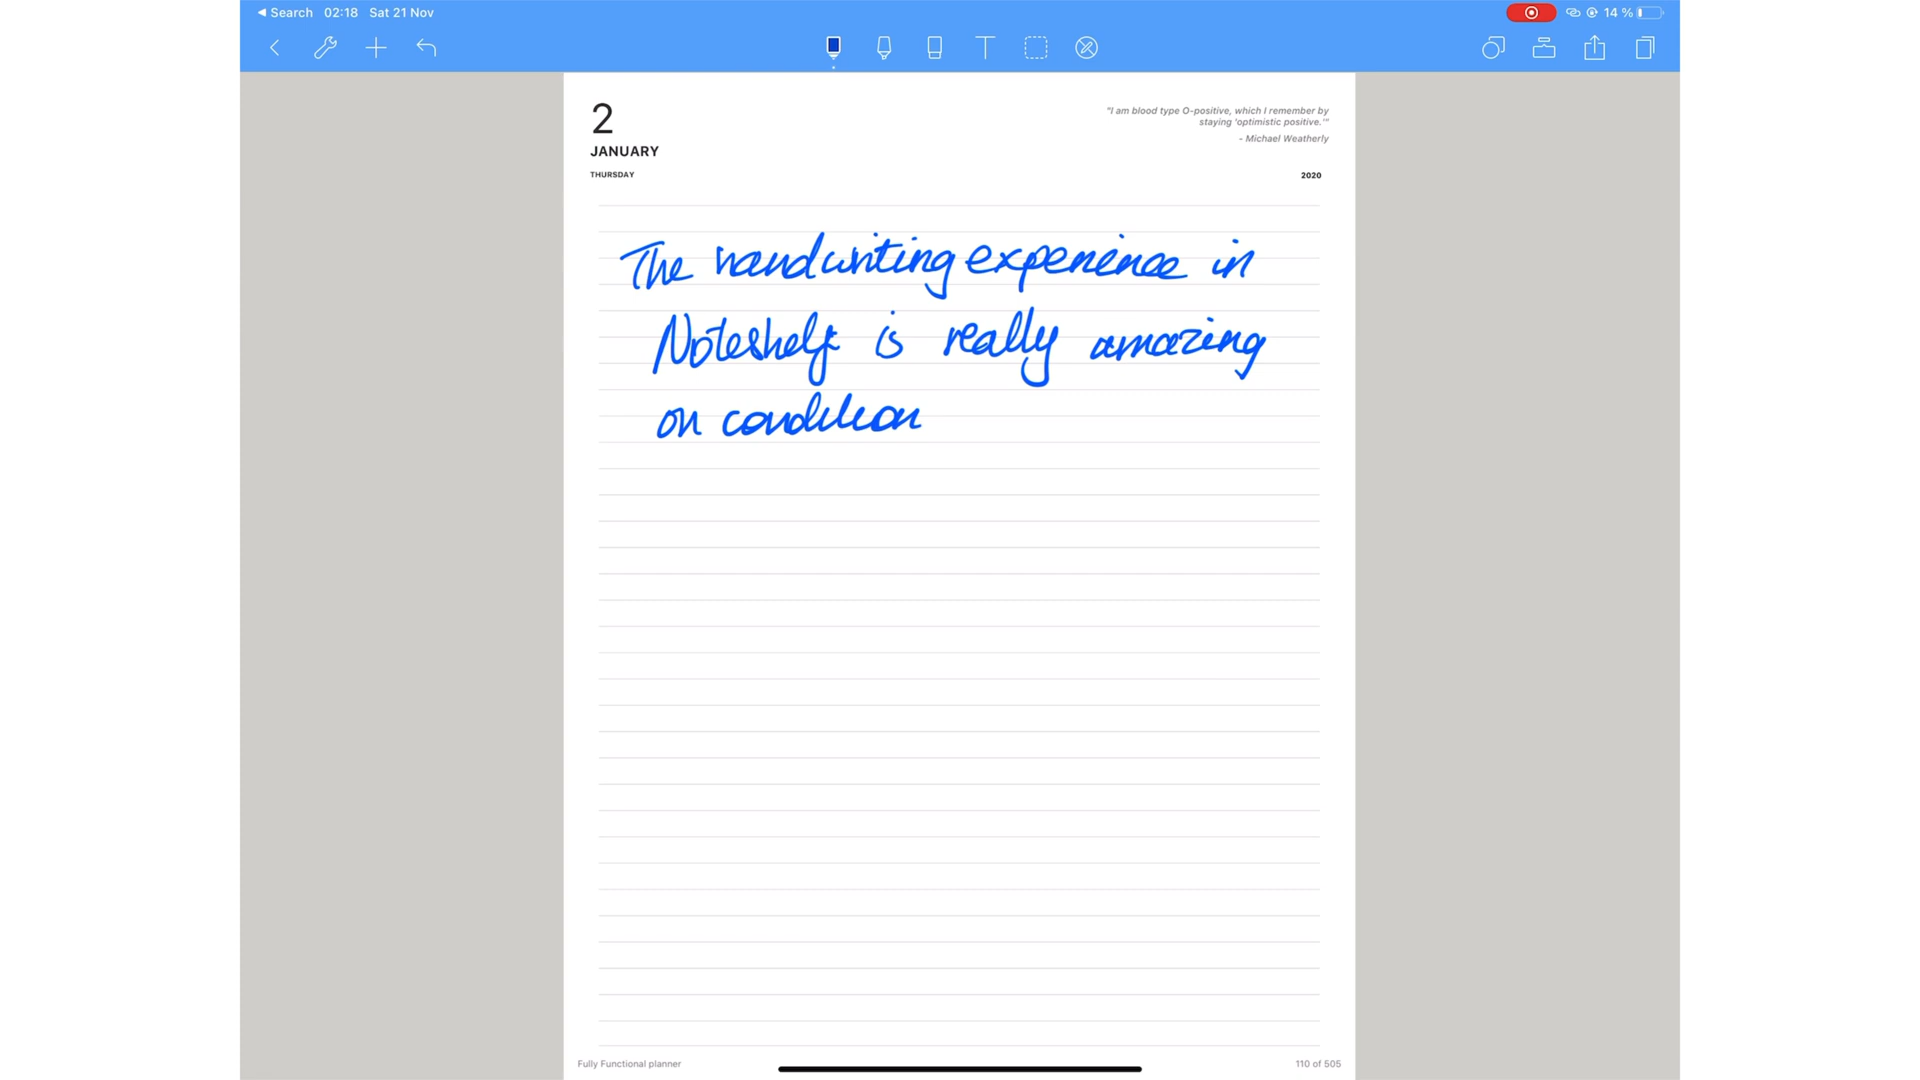 Search 02:18 Sat 21 Nov 14 %
2
JANUARY
THURSDAY
"I am blood type O-positive, which I remember by
staying 'optimistic positive.'"
- Michael Weatherly
2020
The handwriting experience in
Noteshelf is really amazing
on condition
Fully Functional planner
110 of 505